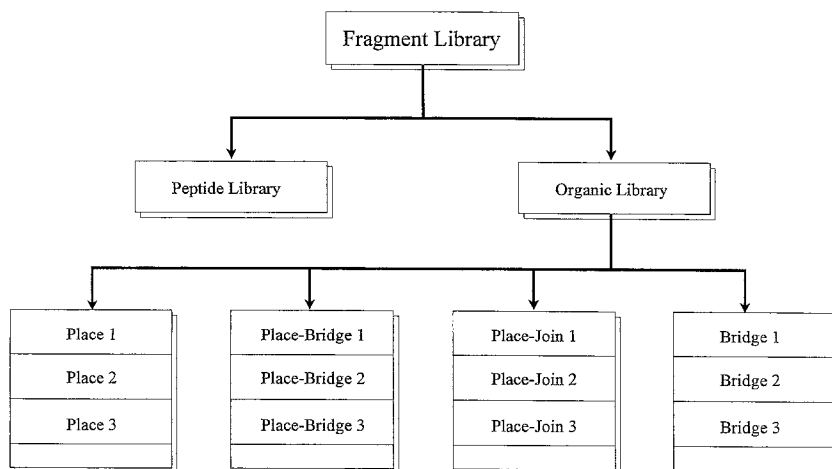 Fragment Library
Peptide Library
Organic Library
Place 1
Place-Bridge 1
Place-Join 1
Bridge 1
Place 2
Place-Bridge 2
Place-Join 2
Bridge 2
Place 3
Place-Bridge 3
Place-Join 3
Bridge 3